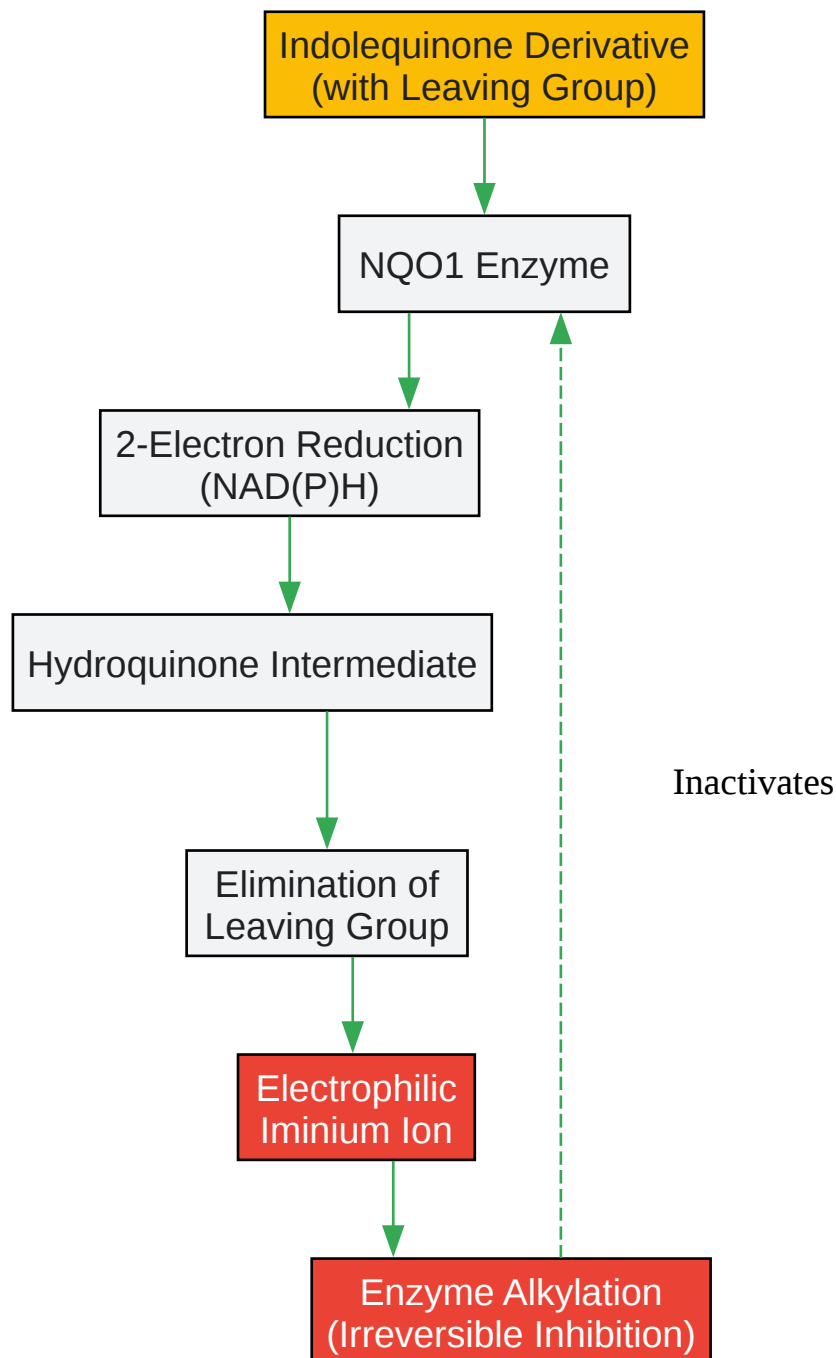 Indolequinone Derivative
(with Leaving Group)
NQO1 Enzyme
2-Electron Reduction
(NAD(P)H)
Hydroquinone Intermediate
Inactivates
Elimination of
Leaving Group
Electrophilic
Iminium Ion
Enzyme Alkylation
(Irreversible Inhibition)